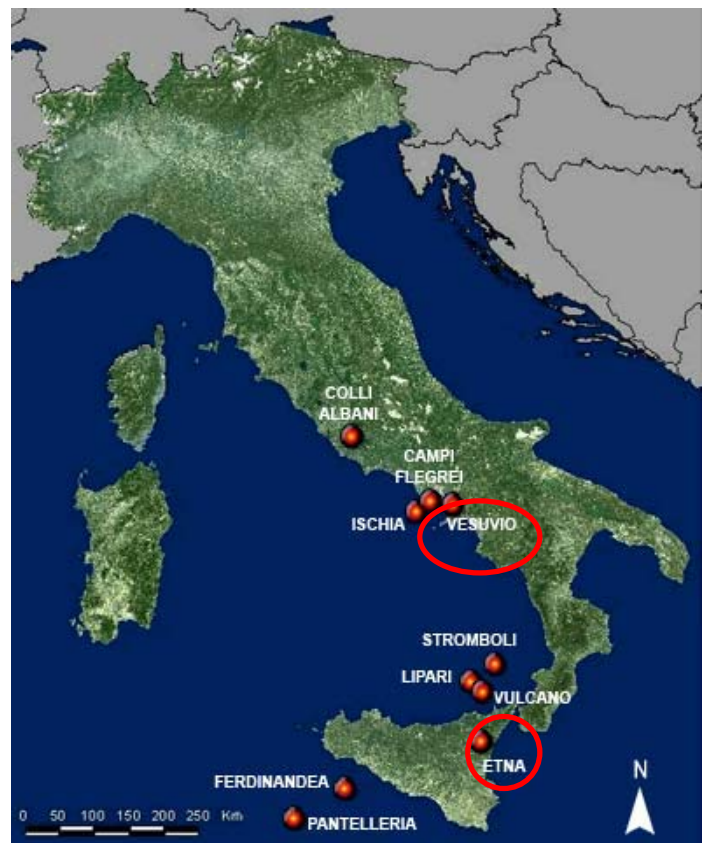 COLLI
ALBANI
CAMPI
FLEGREI
ISCHIA
VESUVIO
STROMBOLI
LIPARI
VULCANO
ETNA
FERDINANDEA
PANTELLERIA
N
0 50 100 150 200 250 Km